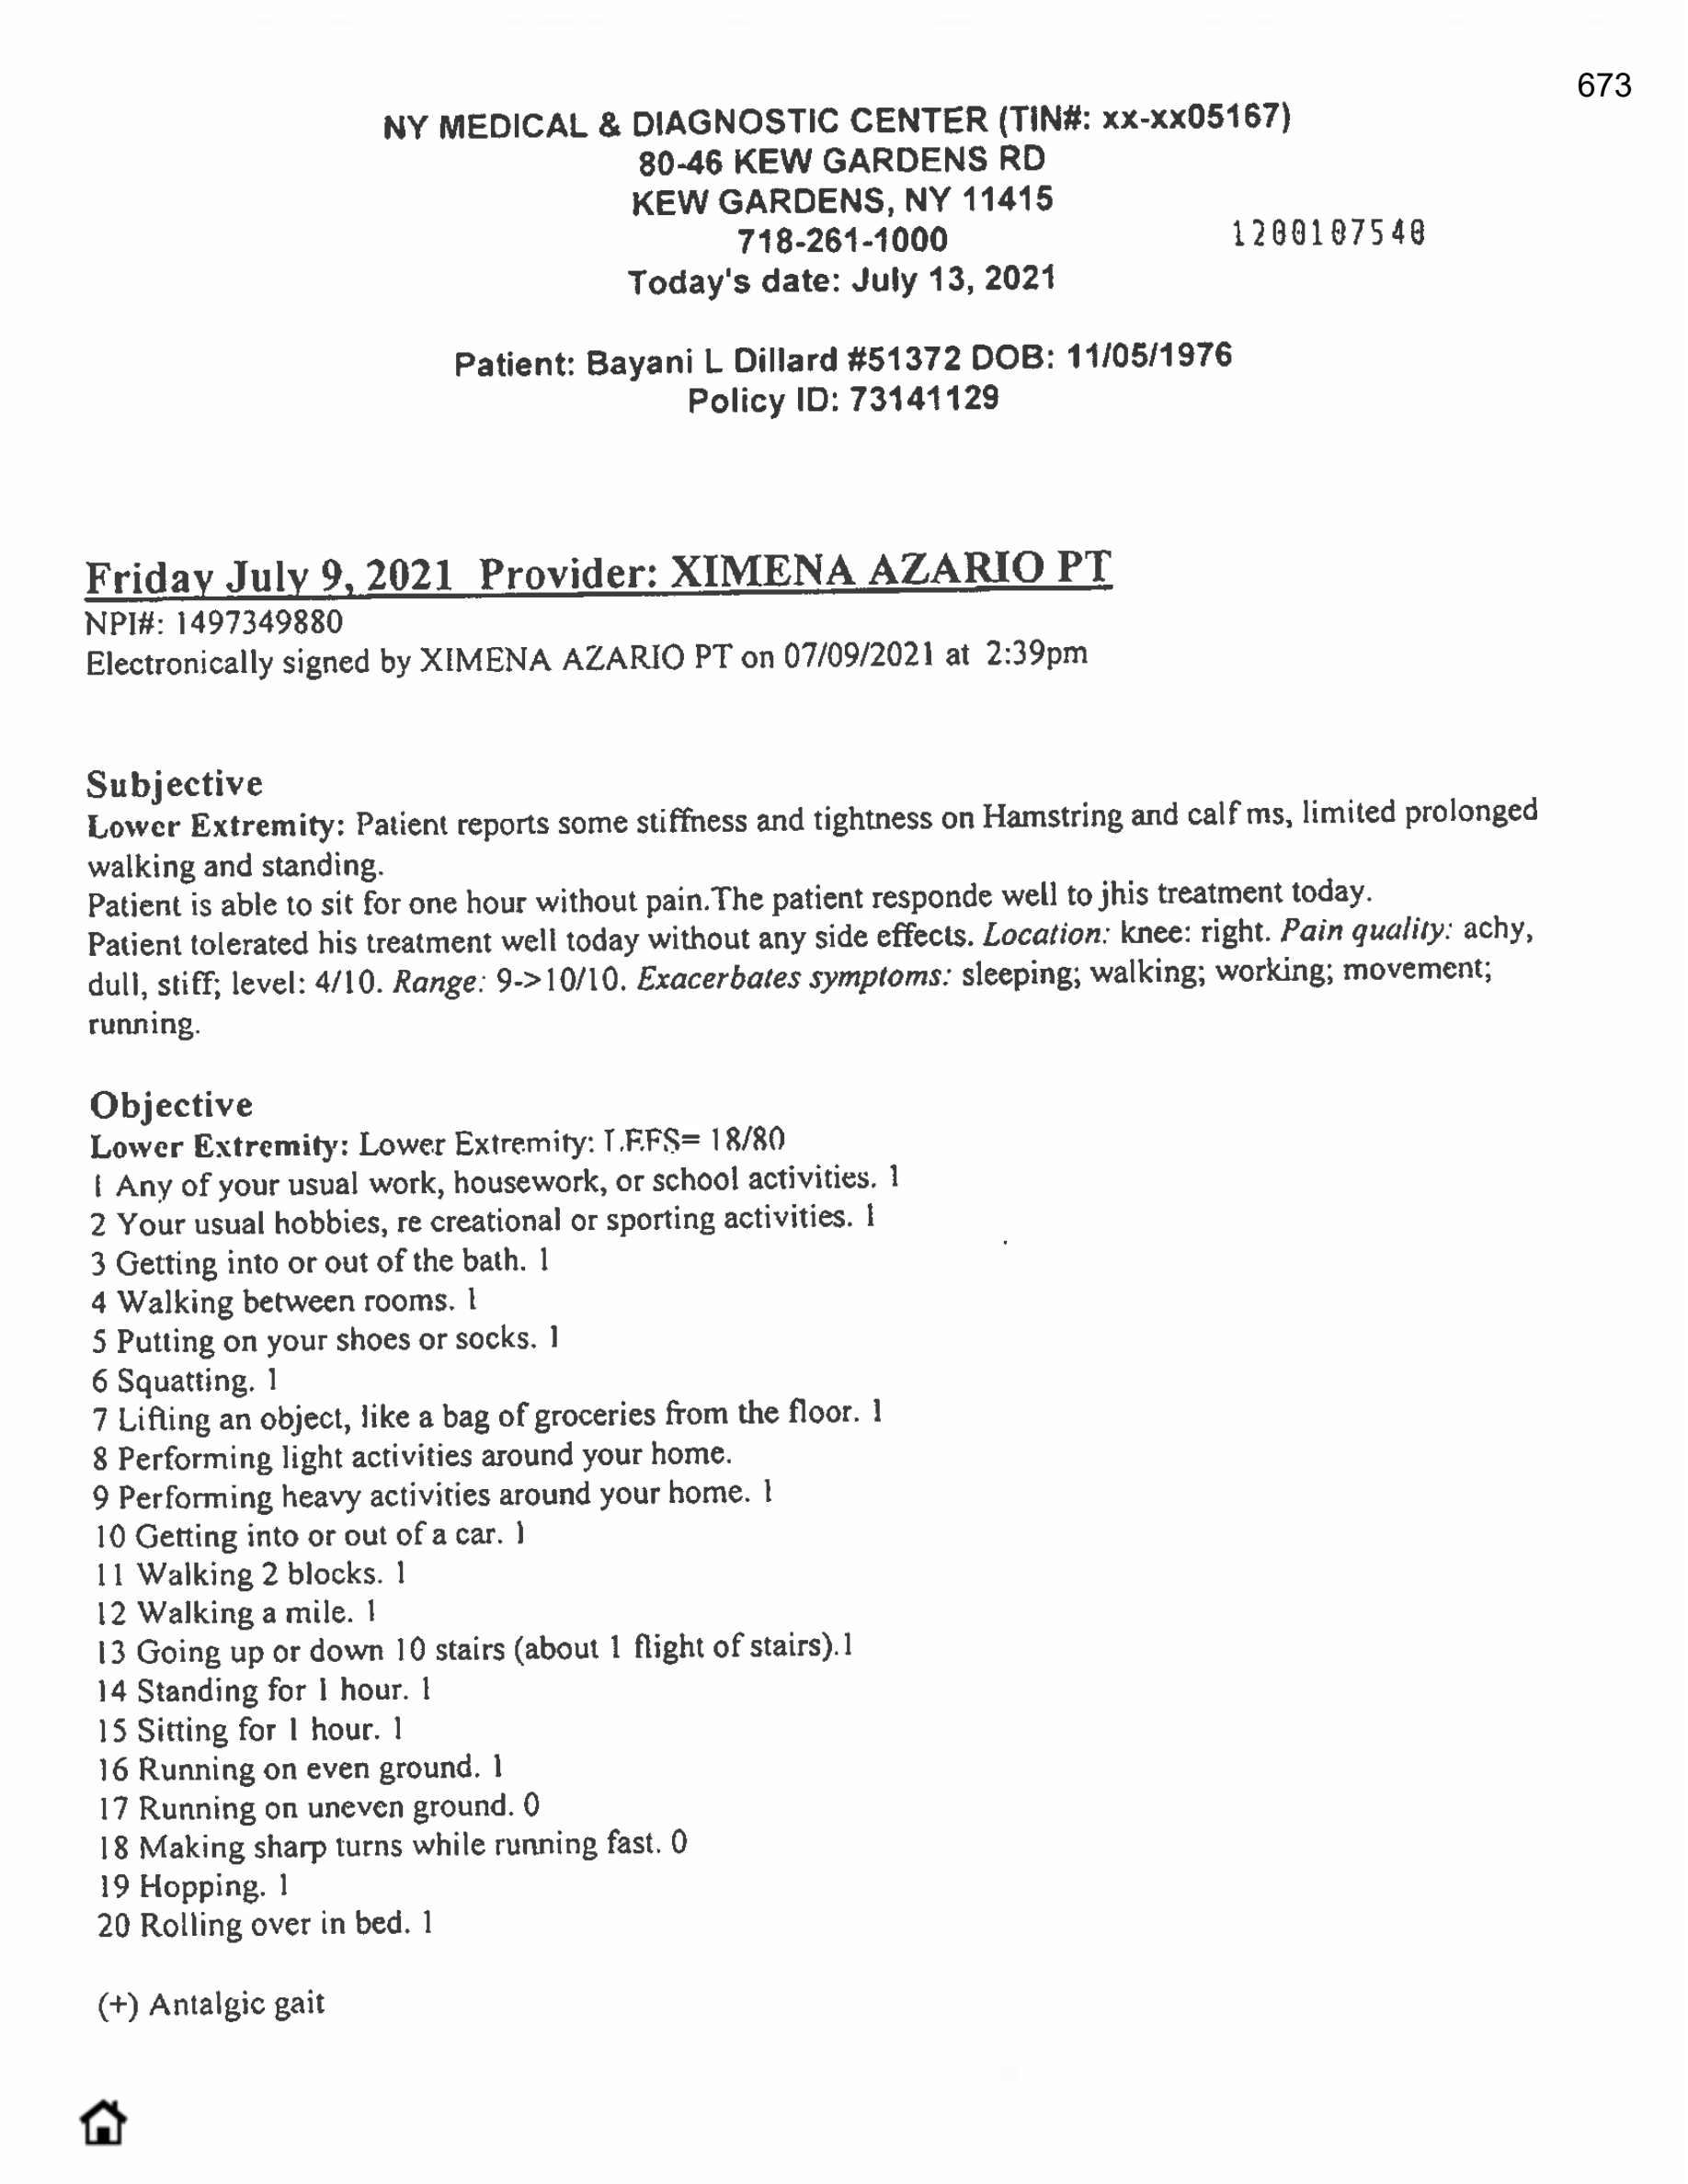 673
NY MEDICAL & DIAGNOSTIC CENTER (TIN#: xx-xx05167)
80-46 KEW GARDENS RD
KEW GARDENS, NY 11415
718-261-1000
1200107540
Today's date: July 13, 2021
Patient: Bayani L Dillard #51372 DOB: 11/05/1976
Policy ID: 73141129
Friday July 9, 2021 Provider: XIMENA AZARIO PT
NPI#: 1497349880
Electronically signed by XIMENA AZARIO PT on 07/09/2021 at 2:39pm
Subjective
Lower Extremity: Patient reports some stiffness and tightness on Hamstring and calf ms, limited prolonged
walking and standing.
Patient is able to sit for one hour without pain.The patient responde well to jhis treatment today.
Patient tolerated his treatment well today without any side effects. Location: knee: right. Pain quality: achy,
dull, stiff; level: 4/10. Range: 9->10/10. Exacerbates symptoms: sleeping; walking; working; movement;
running.
Objective
Lower Extremity: Lower Extremity: LEFS= 18/80
1 Any of your usual work, housework, or school activities. 1
2 Your usual hobbies, re creational or sporting activities. 1
3 Getting into or out of the bath. 1
4 Walking between rooms. 1
5 Putting on your shoes or socks. 1
6 Squatting. 1
7 Lifting an object, like a bag of groceries from the floor. 1
8 Performing light activities around your home.
9 Performing heavy activities around your home. 1
10 Getting into or out of a car. 1
11 Walking 2 blocks. 1
12 Walking a mile. 1
13 Going up or down 10 stairs (about 1 flight of stairs).1
14 Standing for 1 hour. 1
15 Sitting for 1 hour. 1
16 Running on even ground. 1
17 Running on uneven ground. 0
18 Making sharp turns while running fast. 0
19 Hopping. 1
20 Rolling over in bed. 1
(+) Antalgic gait